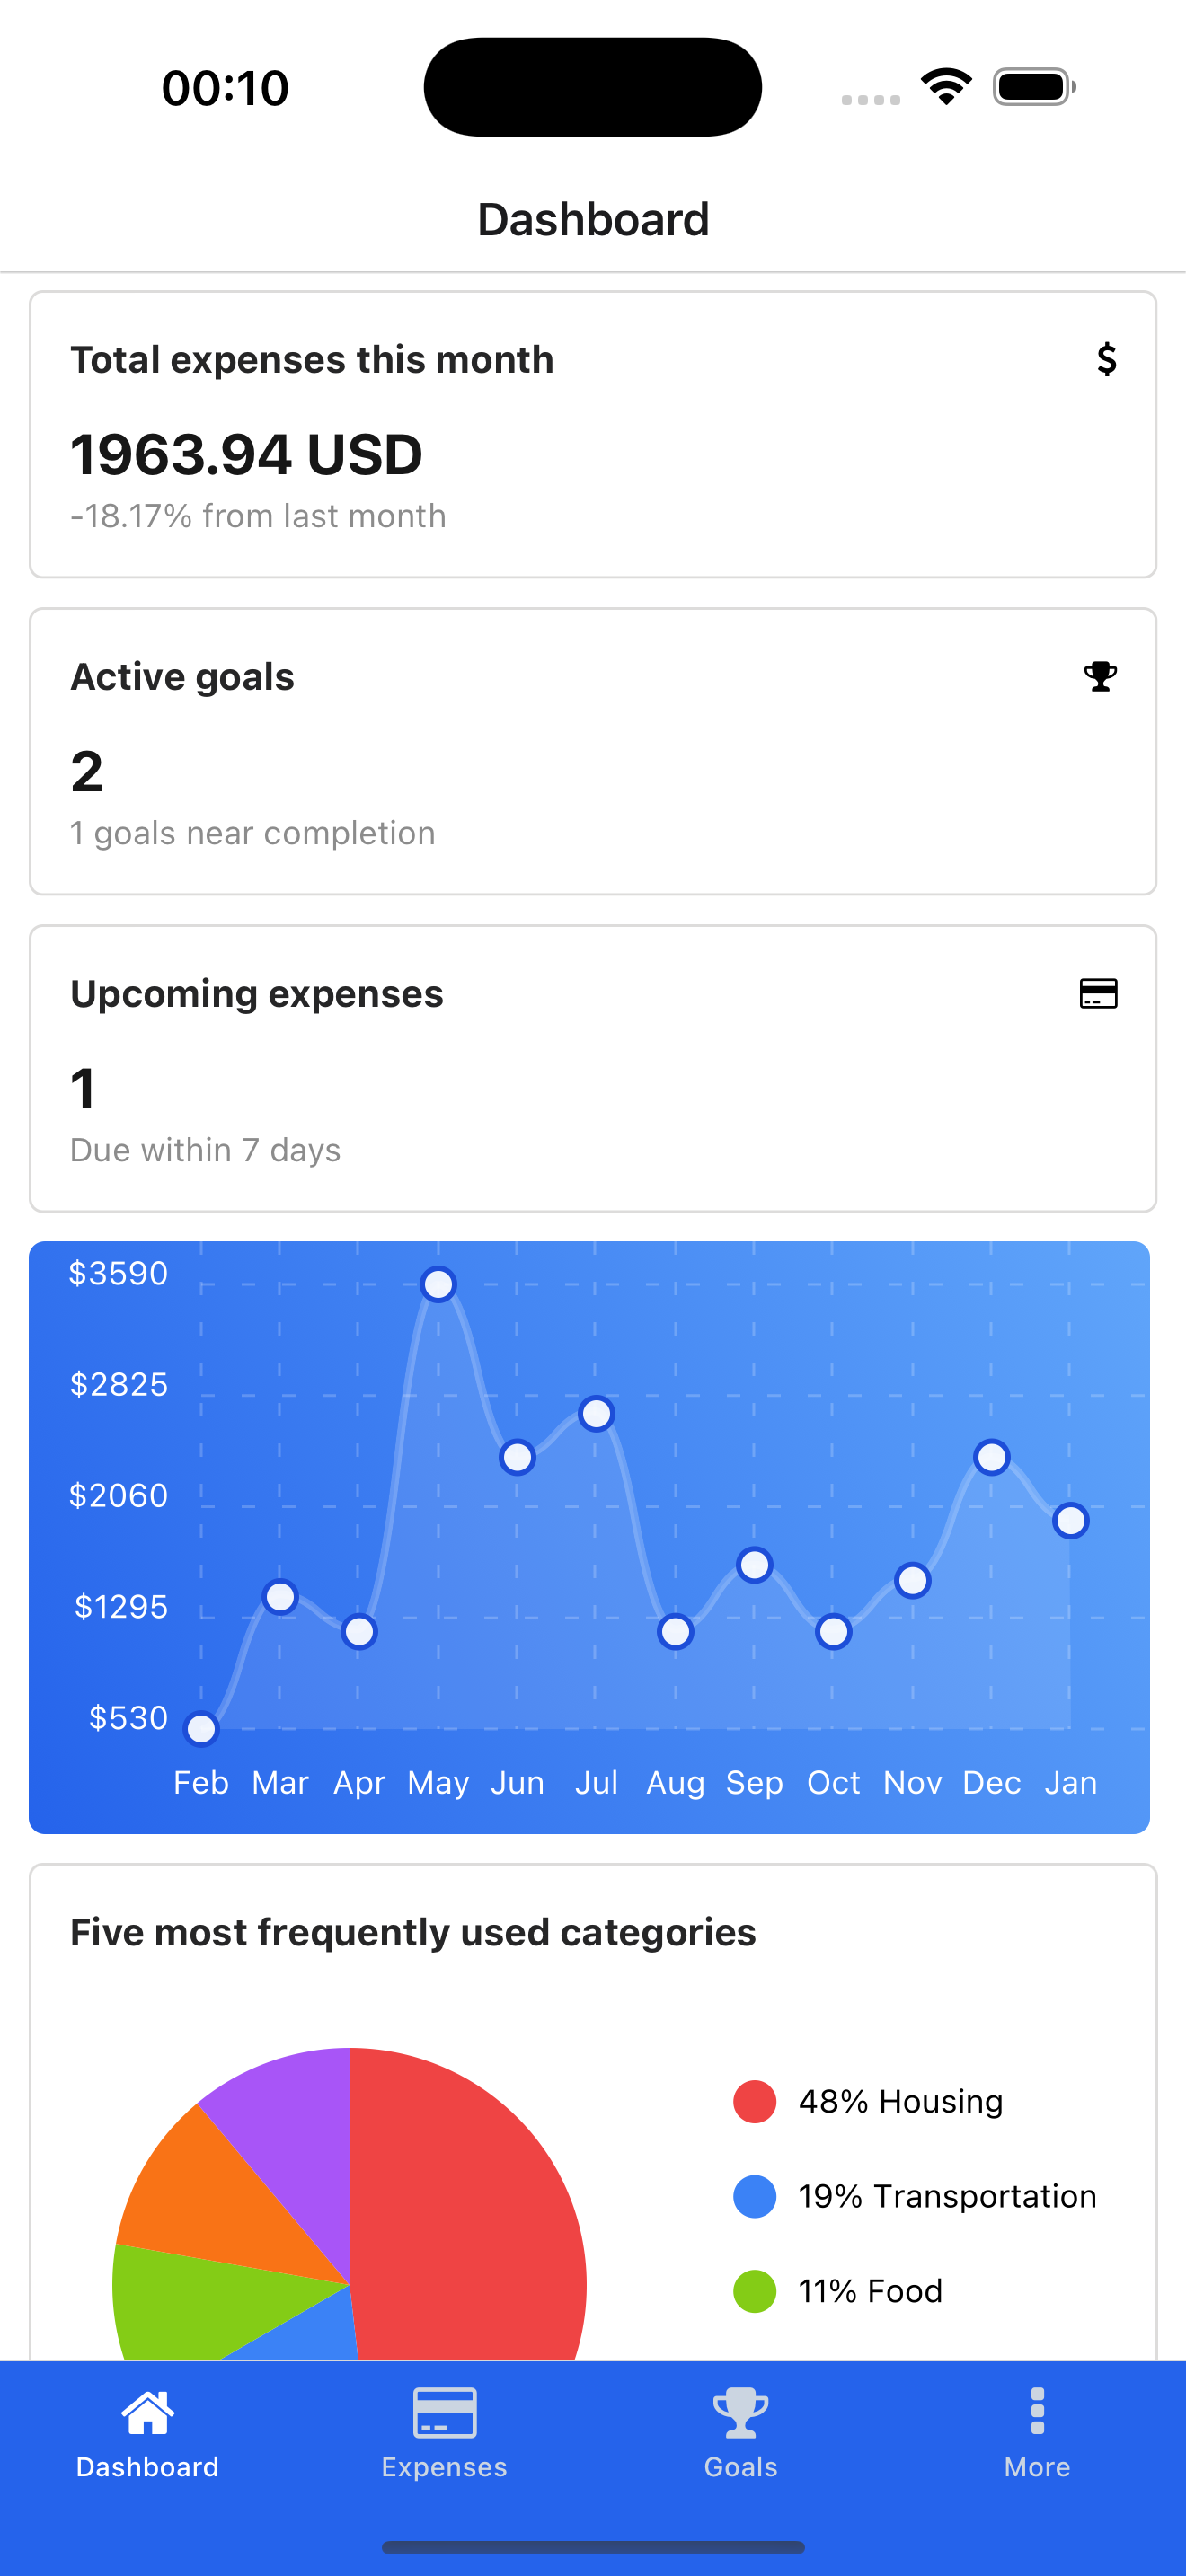 00:10
Dashboard
Total expenses this month
$
1963.94 USD
-18.17% from last month
Active goals
2
1 goals near completion
Upcoming expenses
1
Due within 7 days
$3590
$2825
$2060
$1295
$530
Feb Mar Apr May Jun Jul Aug Sep Oct Nov Dec Jan
Five most frequently used categories
48% Housing
19% Transportation
11% Food
Dashboard Expenses Goals More